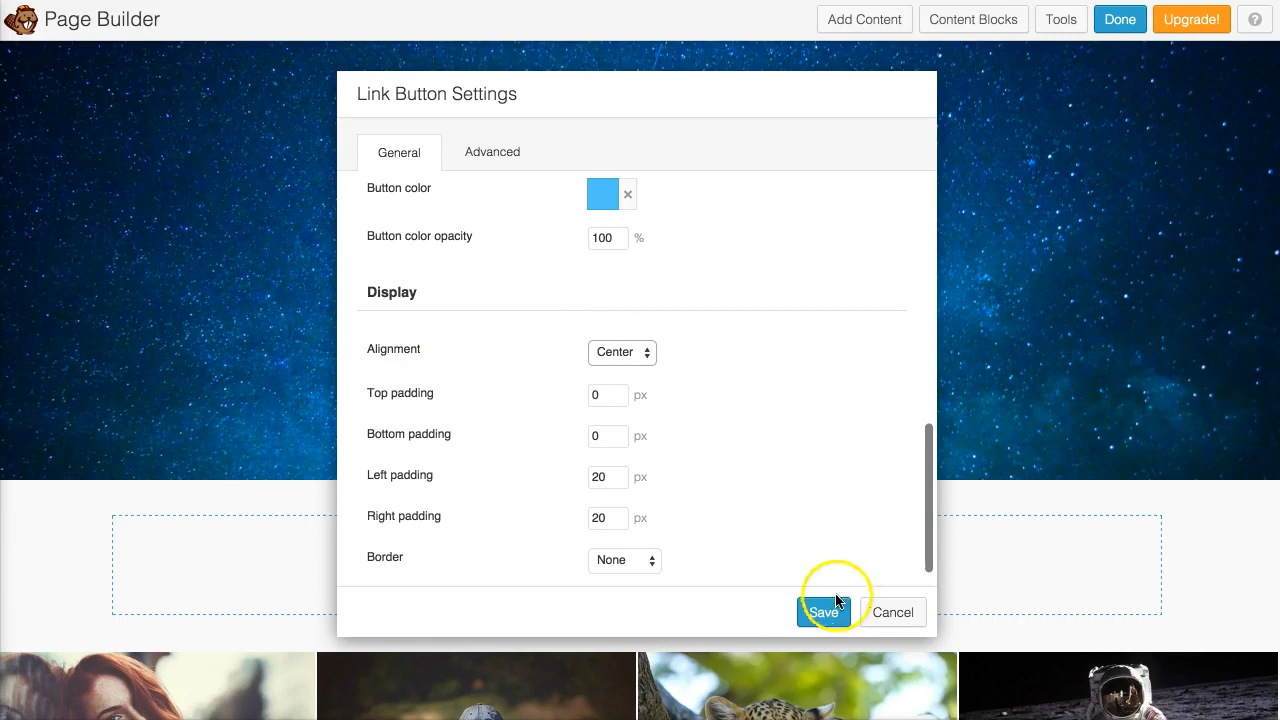 Page Builder
Add Content
Content Blocks
Tools
Done
Upgrade!
?
Link Button Settings
General
Advanced
Button color
×
Button color opacity
100 %
Display
Alignment
Center
Top padding
0 px
Bottom padding
0 px
Left padding
20 px
Right padding
20 px
Border
None
Save
Cancel